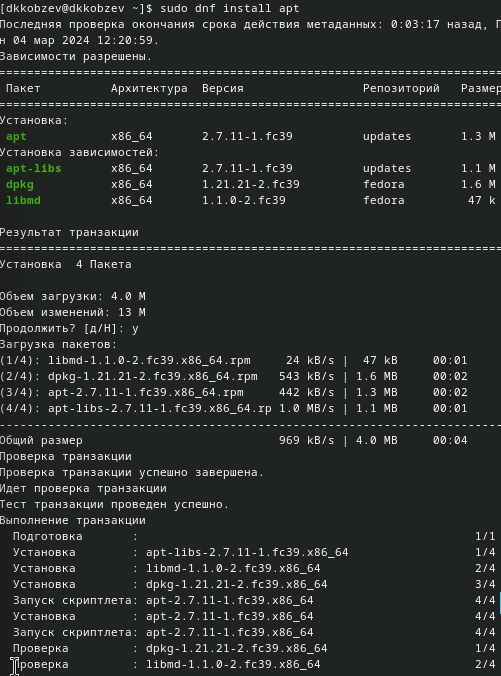 [dkkobzev@dkkobzev ~]$ sudo dnf install apt
Последняя проверка окончания срока действия метаданных: 0:03:17 назад, П
н 04 мар 2024 12:20:59.
Зависимости разрешены.
================================================================================
Пакет Архитектура Версия Репозиторий Размер
================================================================================
Установка:
apt x86_64 2.7.11-1.fc39 updates 1.3 M
Установка зависимостей:
apt-libs x86_64 2.7.11-1.fc39 updates 1.1 M
dpkg x86_64 1.21.21-2.fc39 fedora 1.6 M
libmd x86_64 1.1.0-2.fc39 fedora 47 k
Результат транзакции
================================================================================
Установка 4 Пакета
Объем загрузки: 4.0 M
Объем изменений: 13 M
Продолжить? [д/Н]: y
Загрузка пакетов:
(1/4): libmd-1.1.0-2.fc39.x86_64.rpm 24 kB/s | 47 kB 00:01
(2/4): dpkg-1.21.21-2.fc39.x86_64.rpm 543 kB/s | 1.6 MB 00:02
(3/4): apt-2.7.11-1.fc39.x86_64.rpm 442 kB/s | 1.3 MB 00:02
(4/4): apt-libs-2.7.11-1.fc39.x86_64.rp 1.0 MB/s | 1.1 MB 00:01
--------------------------------------------------------------------------------
Общий размер 969 kB/s | 4.0 MB 00:04
Проверка транзакции
Проверка транзакции успешно завершена.
Идет проверка транзакции
Тест транзакции проведен успешно.
Выполнение транзакции
Подготовка : 1/1
Установка : apt-libs-2.7.11-1.fc39.x86_64 1/4
Установка : libmd-1.1.0-2.fc39.x86_64 2/4
Установка : dpkg-1.21.21-2.fc39.x86_64 3/4
Запуск скриптлета: apt-2.7.11-1.fc39.x86_64 4/4
Установка : apt-2.7.11-1.fc39.x86_64 4/4
Запуск скриптлета: apt-2.7.11-1.fc39.x86_64 4/4
Проверка : dpkg-1.21.21-2.fc39.x86_64 1/4
Проверка : libmd-1.1.0-2.fc39.x86_64 2/4